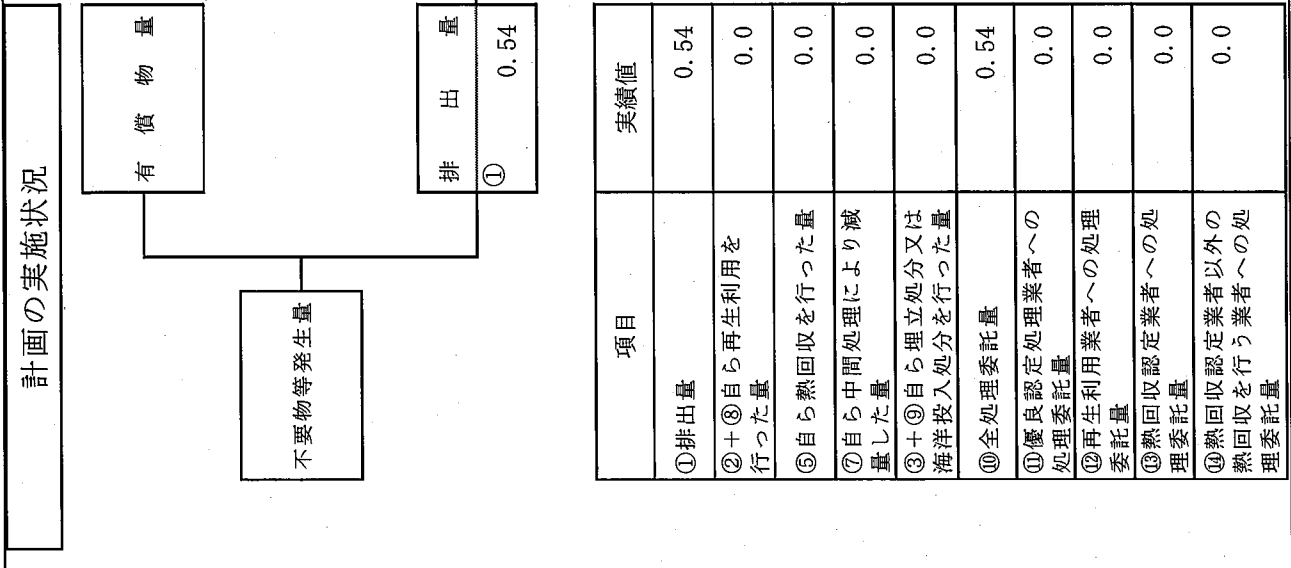 計画の実施状況
有償物量
不要物等発生量
排出量
①
0.54
項目 実績値
①排出量 0.54
②+⑧自ら再生利用を
行った量 0.0
⑤自ら熱回収を行った量 0.0
⑦自ら中間処理により減
量した量 0.0
③+⑨自ら埋立処分又は
海洋投入処分を行った量 0.0
⑩全処理委託量 0.54
⑪優良認定処理業者への
処理委託量 0.0
⑫再生利用業者への処理
委託量 0.0
⑬熱回収認定業者への処
理委託量 0.0
⑭熱回収認定業者以外の
熱回収を行う業者への処
理委託量 0.0